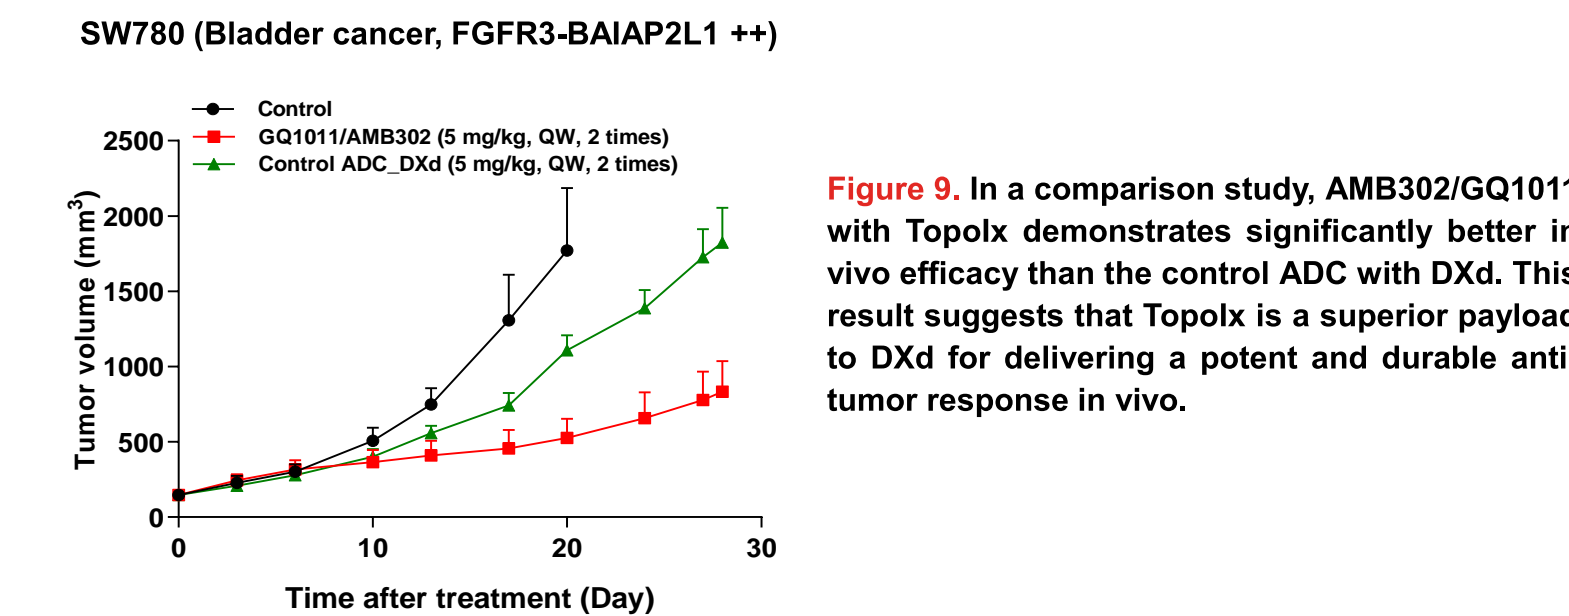 SW780 (Bladder cancer, FGFR3-BAIAP2L1 ++)
Control
GQ1011/AMB302 (5 mg/kg, QW, 2 times)
Control ADC_DXd (5 mg/kg, QW, 2 times)
2500
2000
1500
1000
500
0
Tumor volume (mm³)
0 10 20 30
Time after treatment (Day)
Figure 9. In a comparison study, AMB302/GQ1011
with Topolx demonstrates significantly better in
vivo efficacy than the control ADC with DXd. This
result suggests that Topolx is a superior payload
to DXd for delivering a potent and durable anti-
tumor response in vivo.